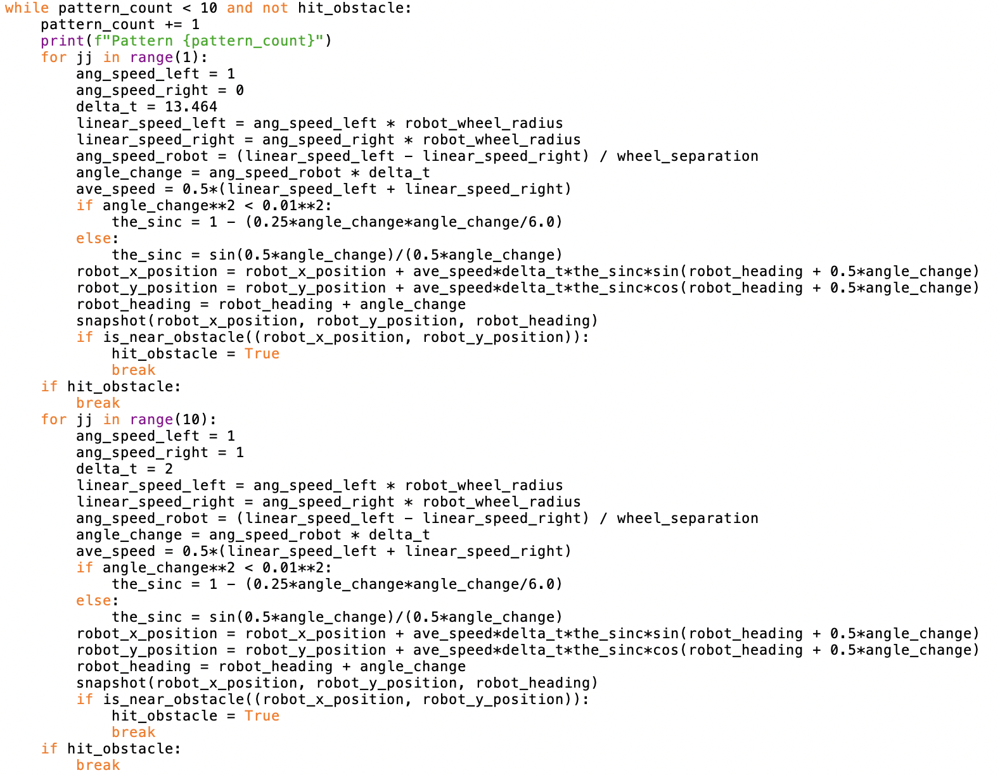 while pattern_count < 10 and not hit_obstacle:
    pattern_count += 1
    print(f"Pattern {pattern_count}")
    for jj in range(1):
        ang_speed_left = 1
        ang_speed_right = 0
        delta_t = 13.464
        linear_speed_left = ang_speed_left * robot_wheel_radius
        linear_speed_right = ang_speed_right * robot_wheel_radius
        ang_speed_robot = (linear_speed_left - linear_speed_right) / wheel_separation
        angle_change = ang_speed_robot * delta_t
        ave_speed = 0.5*(linear_speed_left + linear_speed_right)
        if angle_change**2 < 0.01**2:
            the_sinc = 1 - (0.25*angle_change*angle_change/6.0)
        else:
            the_sinc = sin(0.5*angle_change)/(0.5*angle_change)
        robot_x_position = robot_x_position + ave_speed*delta_t*the_sinc*sin(robot_heading + 0.5*angle_change)
        robot_y_position = robot_y_position + ave_speed*delta_t*the_sinc*cos(robot_heading + 0.5*angle_change)
        robot_heading = robot_heading + angle_change
        snapshot(robot_x_position, robot_y_position, robot_heading)
        if is_near_obstacle((robot_x_position, robot_y_position)):
            hit_obstacle = True
            break
    if hit_obstacle:
        break
    for jj in range(10):
        ang_speed_left = 1
        ang_speed_right = 1
        delta_t = 2
        linear_speed_left = ang_speed_left * robot_wheel_radius
        linear_speed_right = ang_speed_right * robot_wheel_radius
        ang_speed_robot = (linear_speed_left - linear_speed_right) / wheel_separation
        angle_change = ang_speed_robot * delta_t
        ave_speed = 0.5*(linear_speed_left + linear_speed_right)
        if angle_change**2 < 0.01**2:
            the_sinc = 1 - (0.25*angle_change*angle_change/6.0)
        else:
            the_sinc = sin(0.5*angle_change)/(0.5*angle_change)
        robot_x_position = robot_x_position + ave_speed*delta_t*the_sinc*sin(robot_heading + 0.5*angle_change)
        robot_y_position = robot_y_position + ave_speed*delta_t*the_sinc*cos(robot_heading + 0.5*angle_change)
        robot_heading = robot_heading + angle_change
        snapshot(robot_x_position, robot_y_position, robot_heading)
        if is_near_obstacle((robot_x_position, robot_y_position)):
            hit_obstacle = True
            break
    if hit_obstacle:
        break